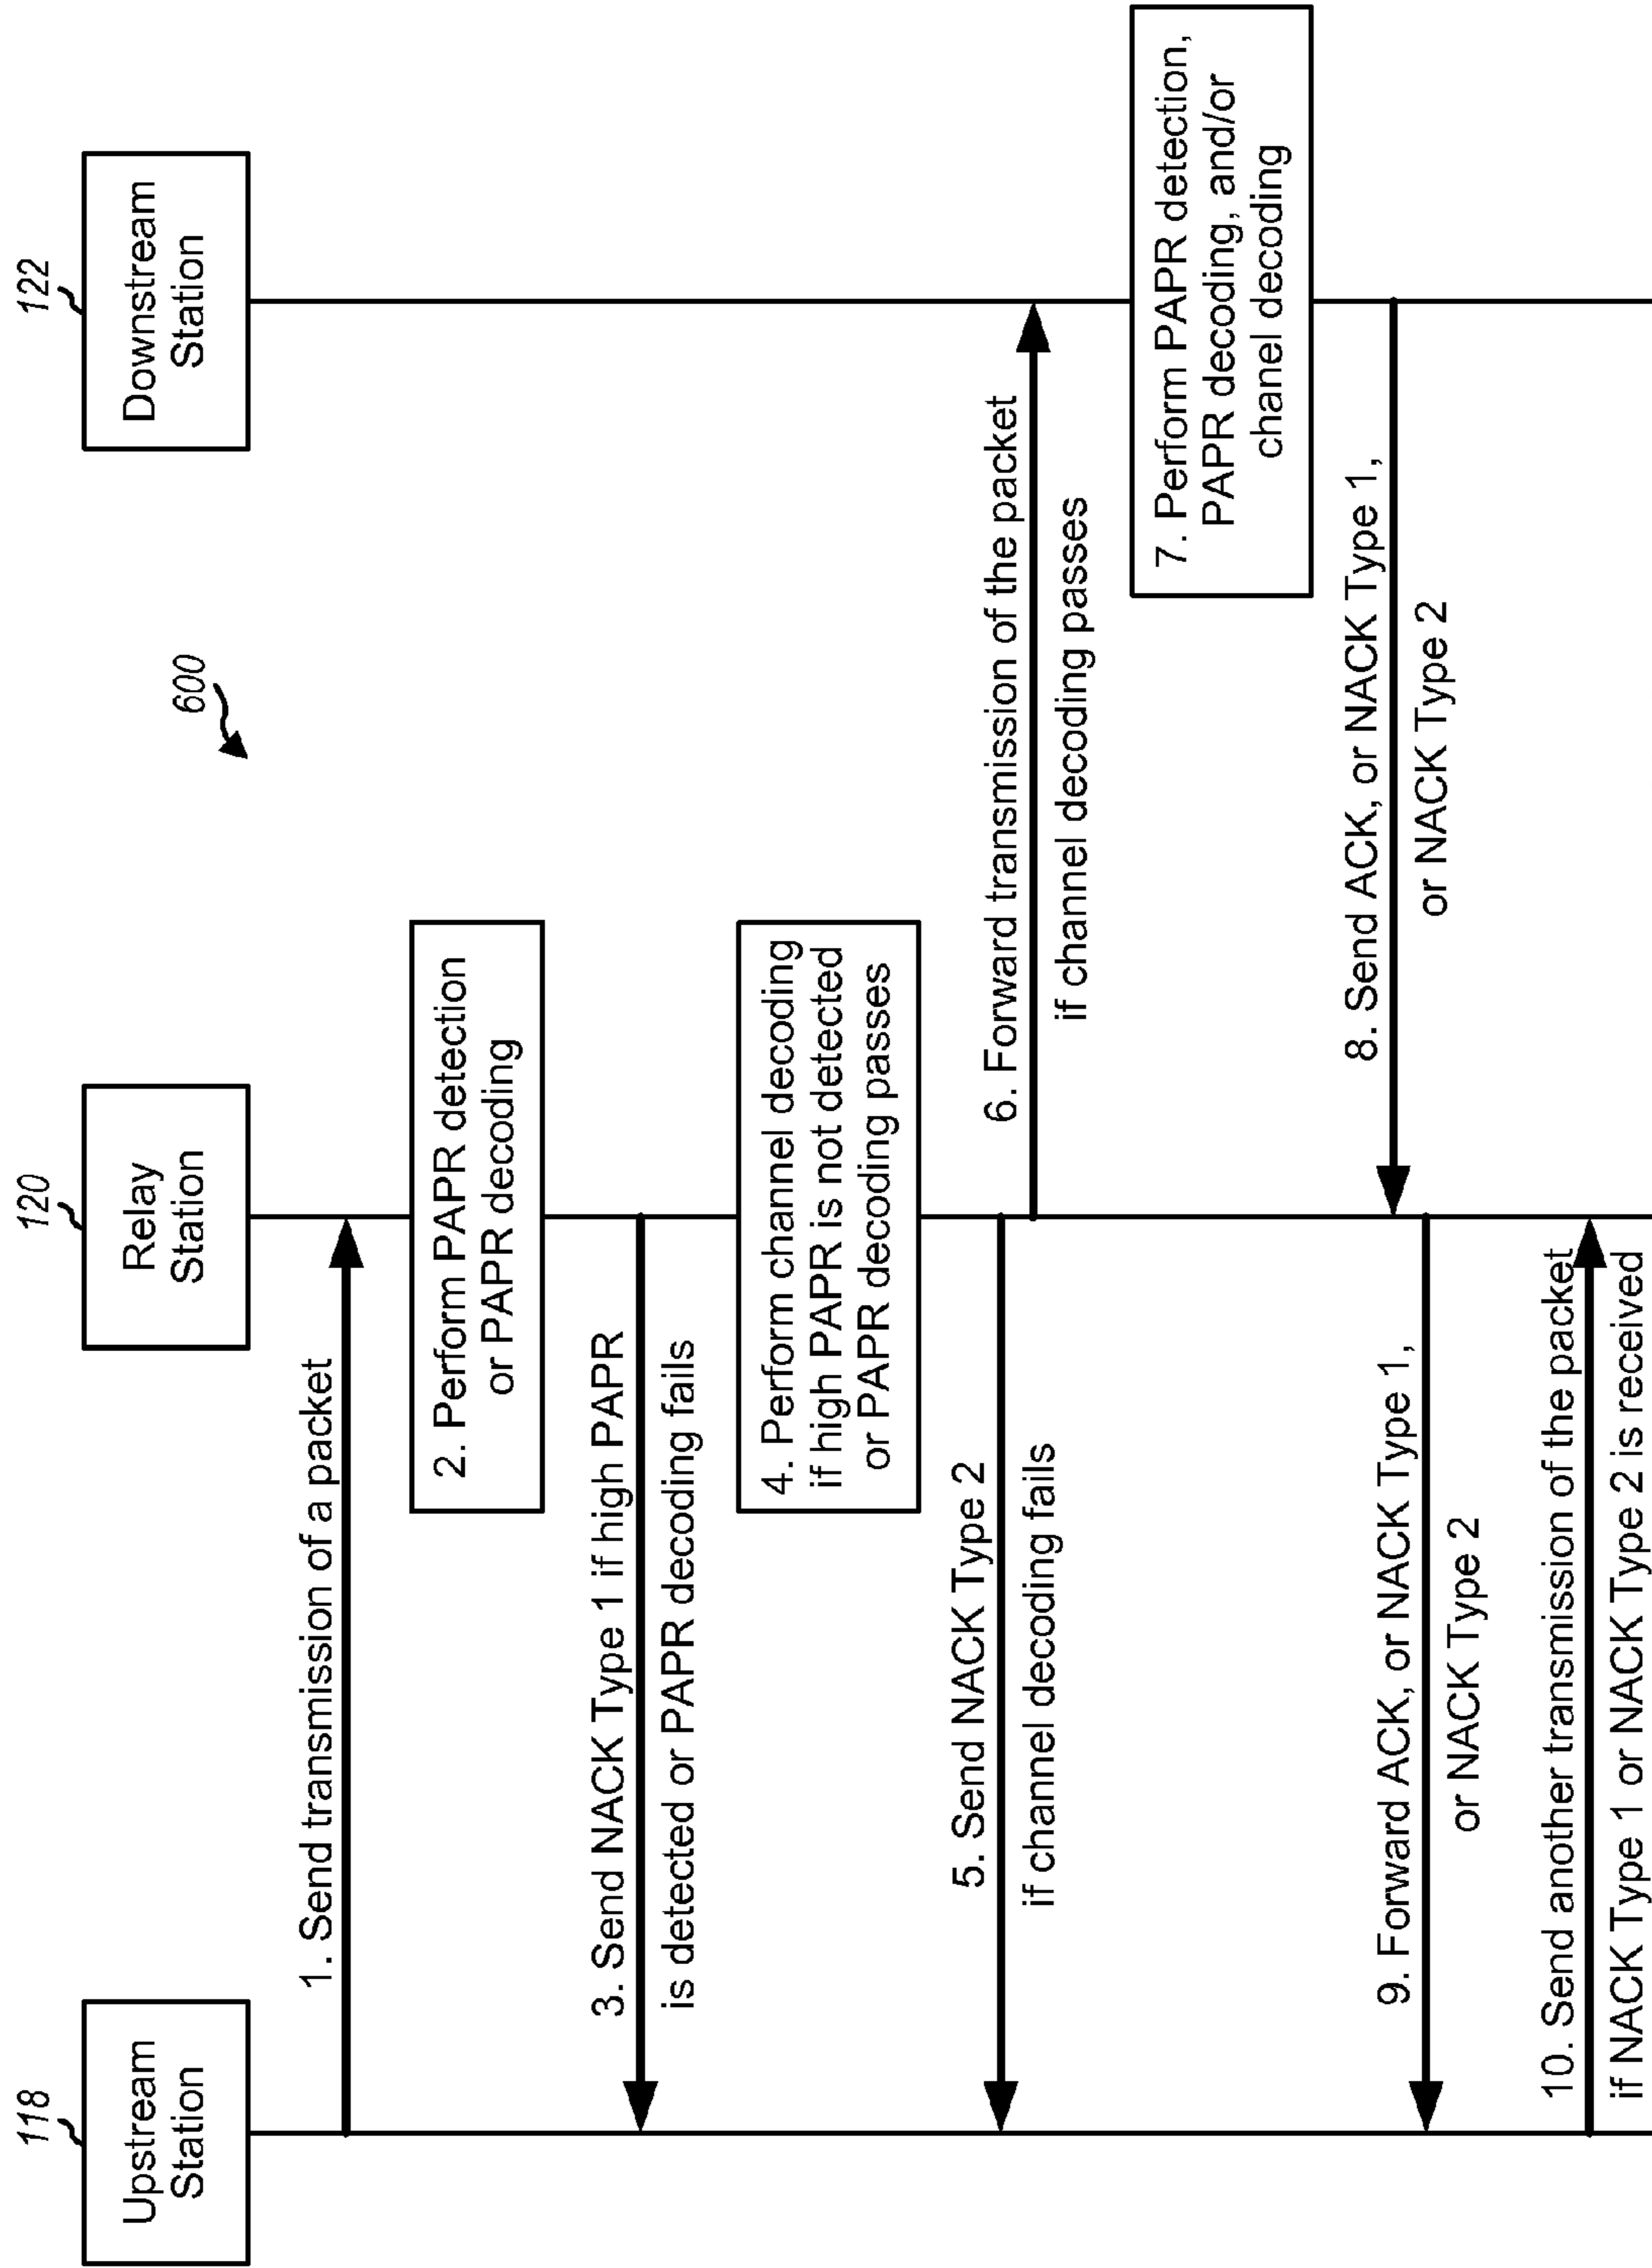 118
Upstream
Station
120
Relay
Station
122
Downstream
Station
600
1. Send transmission of a packet
2. Perform PAPR detection
or PAPR decoding
3. Send NACK Type 1 if high PAPR
is detected or PAPR decoding fails
4. Perform channel decoding
if high PAPR is not detected
or PAPR decoding passes
5. Send NACK Type 2
if channel decoding fails
6. Forward transmission of the packet
if channel decoding passes
7. Perform PAPR detection,
PAPR decoding, and/or
chanel decoding
8. Send ACK, or NACK Type 1,
or NACK Type 2
9. Forward ACK, or NACK Type 1,
or NACK Type 2
10. Send another transmission of the packet
if NACK Type 1 or NACK Type 2 is received